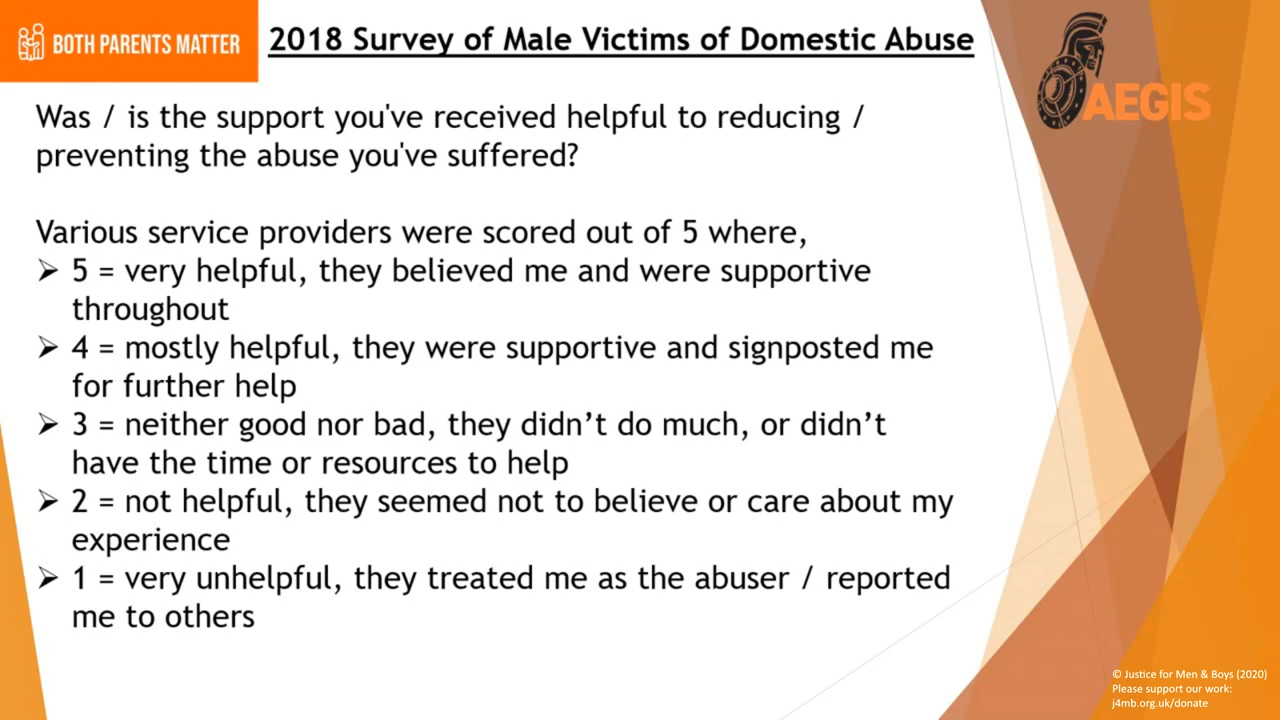 BOTH PARENTS MATTER
2018 Survey of Male Victims of Domestic Abuse
AEGIS
Was / is the support you've received helpful to reducing /
preventing the abuse you've suffered?
Various service providers were scored out of 5 where,
➢ 5 = very helpful, they believed me and were supportive
throughout
➢ 4 = mostly helpful, they were supportive and signposted me
for further help
➢ 3 = neither good nor bad, they didn’t do much, or didn’t
have the time or resources to help
➢ 2 = not helpful, they seemed not to believe or care about my
experience
➢ 1 = very unhelpful, they treated me as the abuser / reported
me to others
© Justice for Men & Boys (2020)
Please support our work:
j4mb.org.uk/donate